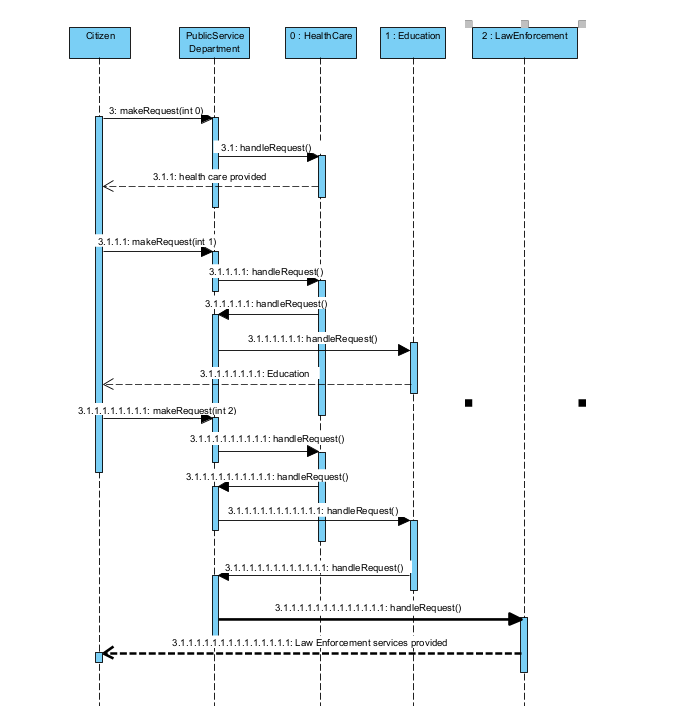 Citizen
PublicService
Department
0 : HealthCare
1 : Education
2 : LawEnforcement
3: makeRequest(int 0)
3.1: handleRequest()
3.1.1: health care provided
3.1.1.1: makeRequest(int 1)
3.1.1.1.1: handleRequest()
3.1.1.1.1.1: handleRequest()
3.1.1.1.1.1.1: handleRequest()
3.1.1.1.1.1.1.1: Education
3.1.1.1.1.1.1.1.1: makeRequest(int 2)
3.1.1.1.1.1.1.1.1.1: handleRequest()
3.1.1.1.1.1.1.1.1.1.1: handleRequest()
3.1.1.1.1.1.1.1.1.1.1.1: handleRequest()
3.1.1.1.1.1.1.1.1.1.1.1.1: handleRequest()
3.1.1.1.1.1.1.1.1.1.1.1.1.1: handleRequest()
3.1.1.1.1.1.1.1.1.1.1.1.1.1.1: Law Enforcement services provided